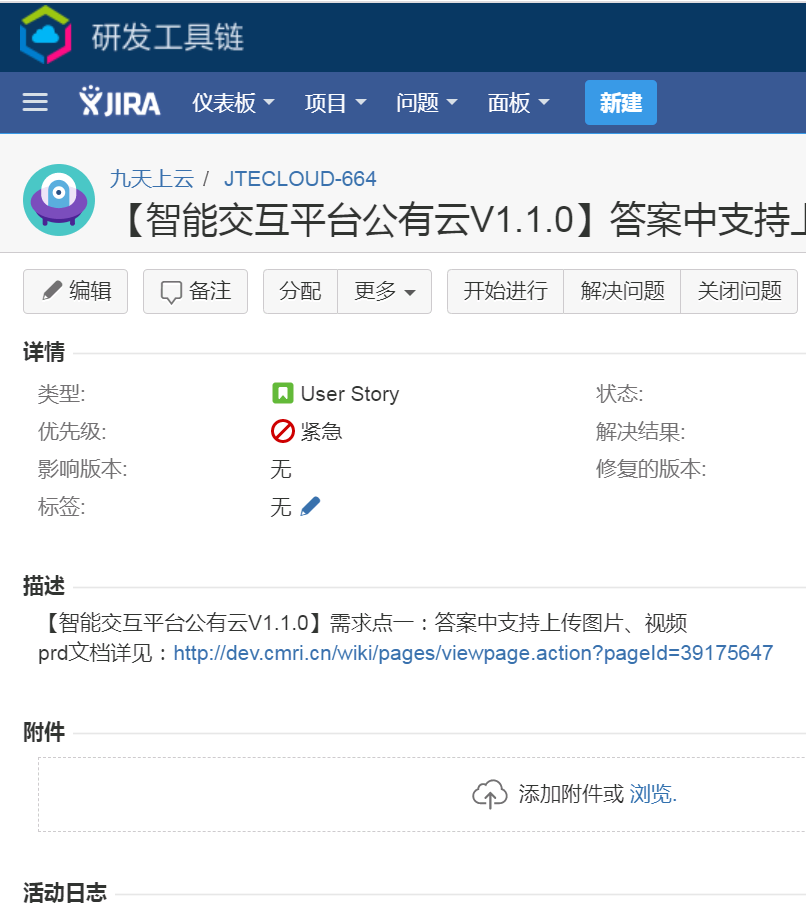 研发工具链
JIRA 仪表板 项目 问题 面板 新建
九天上云 / JTECLOUD-664
【智能交互平台公有云V1.1.0】答案中支持上
编辑 备注 分配 更多 开始进行 解决问题 关闭问题
详情
类型: User Story 状态:
优先级: 紧急 解决结果:
影响版本: 无 修复的版本:
标签: 无
描述
【智能交互平台公有云V1.1.0】需求点一：答案中支持上传图片、视频
prd文档详见：http://dev.cmri.cn/wiki/pages/viewpage.action?pageId=39175647
附件
添加附件或 浏览.
活动日志